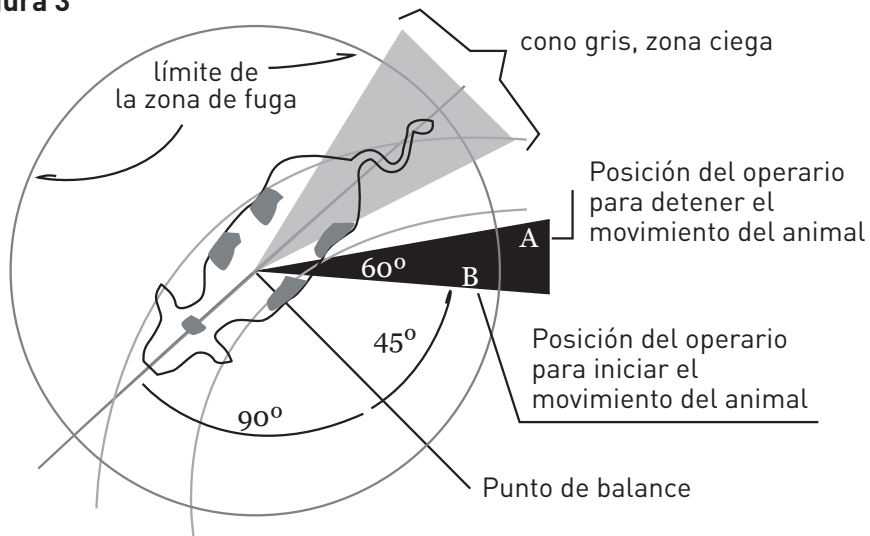 ura 3
límite de
la zona de fuga
cono gris, zona ciega
Posición del operario
para detener el
movimiento del animal
A
60º
B
45º
90º
Posición del operario
para iniciar el
movimiento del animal
Punto de balance